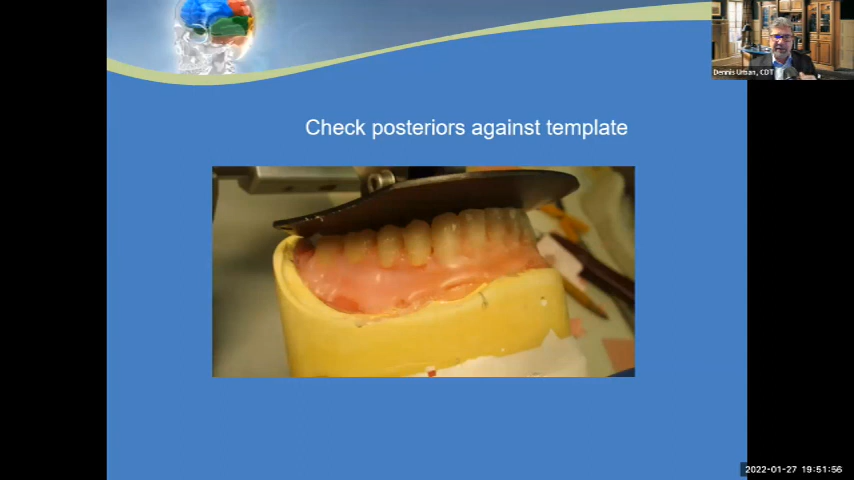 Dennis Urban, CDT
Check posteriors against template
2022-01-27 19:51:56